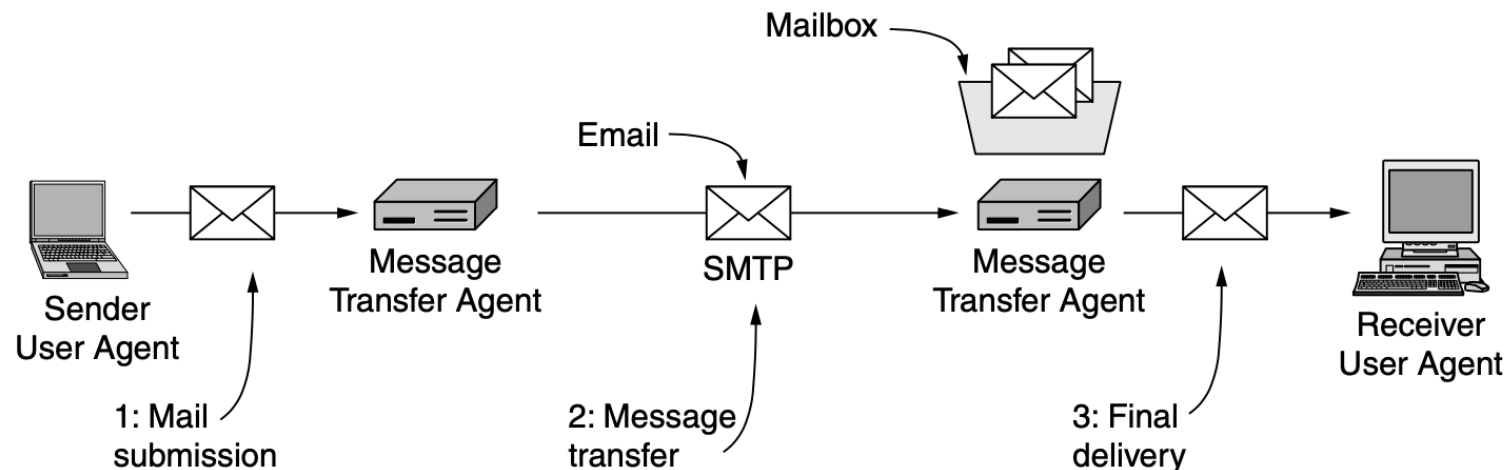 Mailbox
Email
Sender
User Agent
Message
Transfer Agent
SMTP
Message
Transfer Agent
Receiver
User Agent
1: Mail
submission
2: Message
transfer
3: Final
delivery